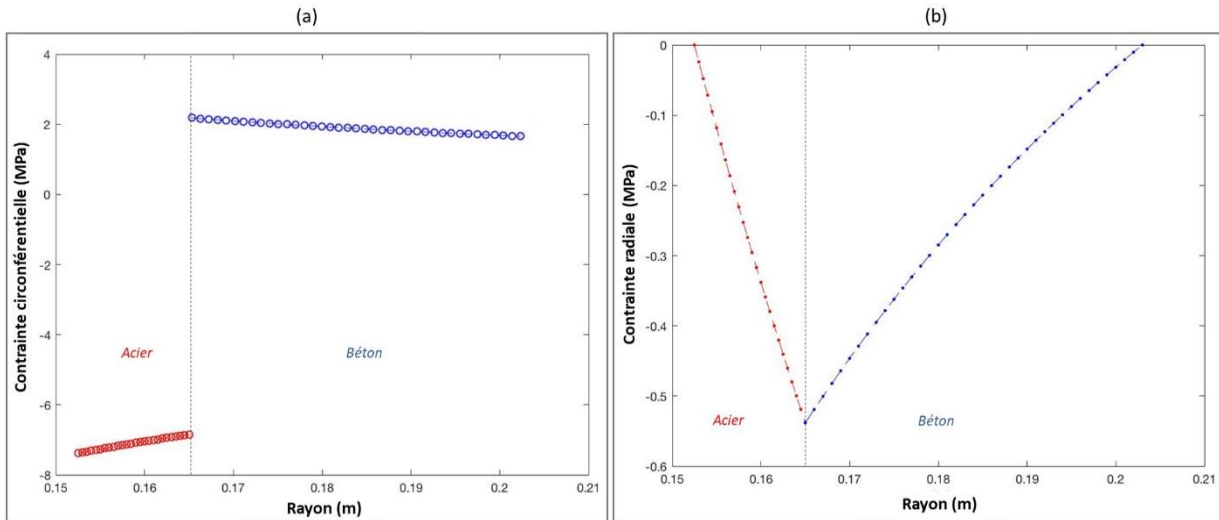 (a)
Contrainte circonférentielle (MPa)
4
2
0
-2
-4
-6
-8
Acier
Béton
0.15
0.16
0.17
0.18
0.19
0.2
0.21
Rayon (m)
(b)
Contrainte radiale (MPa)
0
-0.1
-0.2
-0.3
-0.4
-0.5
-0.6
Acier
Béton
0.15
0.16
0.17
0.18
0.19
0.2
0.21
Rayon (m)